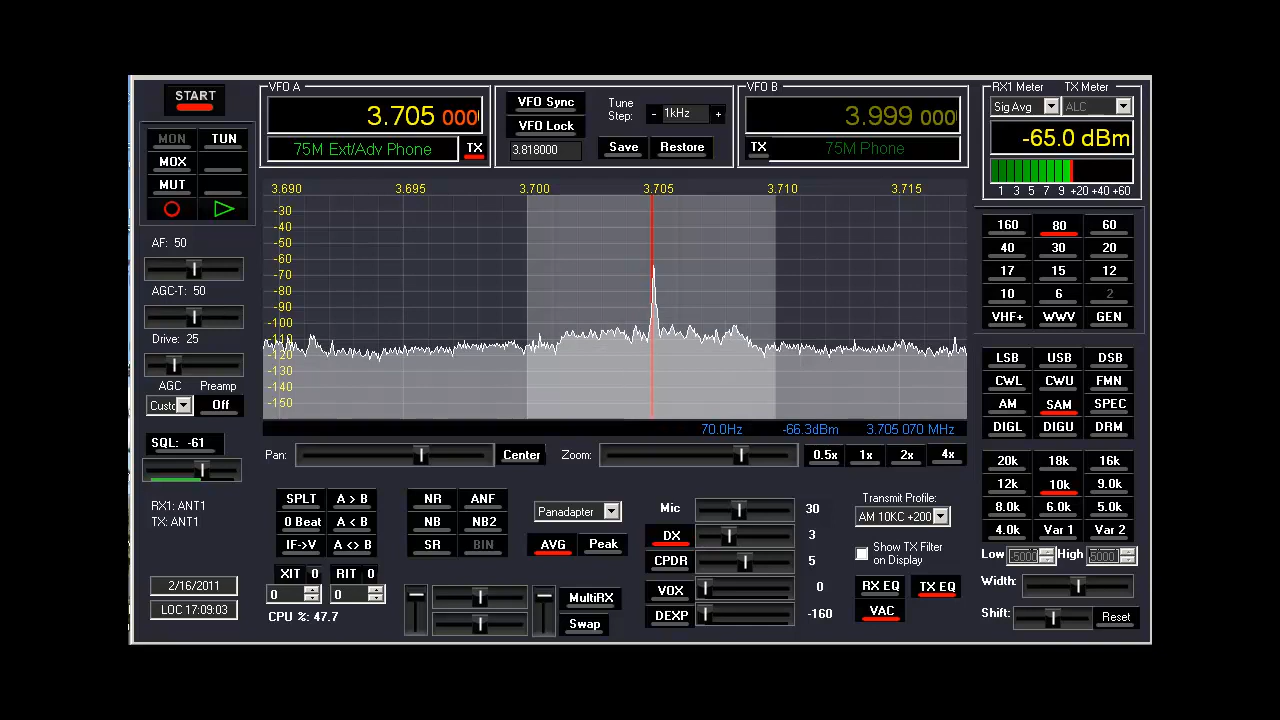 START
MON TUN
MOX
MUT
AF: 50
AGC-T: 50
Drive: 25
AGC Preamp
Custo Off
SQL: -61
RX1: ANT1
TX: ANT1
2/16/2011
LOC 17:09:03
VFO A
3.705 000
75M Ext/Adv Phone TX
VFO Sync
VFO Lock
3.818000
Tune
Step:
- 1kHz +
Save Restore
VFO B
3.999 000
TX 75M Phone
RX1 Meter TX Meter
Sig Avg ALC
-65.0 dBm
1 3 5 7 9 +20 +40 +60
3.690 3.695 3.700 3.705 3.710 3.715
-30
-40
-50
-60
-70
-80
-90
-100
-110
-120
-130
-140
-150
70.0Hz -66.3dBm 3.705 070 MHz
Pan: Center Zoom: 0.5x 1x 2x 4x
160 80 60
40 30 20
17 15 12
10 6 2
VHF+ WWV GEN
LSB USB DSB
CWL CWU FMN
AM SAM SPEC
DIGL DIGU DRM
20k 18k 16k
12k 10k 9.0k
8.0k 6.0k 5.0k
4.0k Var 1 Var 2
Low -5000 High 5000
Width:
Shift: Reset
SPLT A > B
0 Beat A < B
IF->V A <> B
XIT 0 RIT 0
0 0
CPU %: 47.7
NR ANF
NB NB2
SR BIN
Panadapter
AVG Peak
MultiRX
Swap
Mic 30
DX 3
CPDR 5
VOX 0
DEXP -160
Transmit Profile:
AM 10KC +200
Show TX Filter
on Display
RX EQ TX EQ
VAC